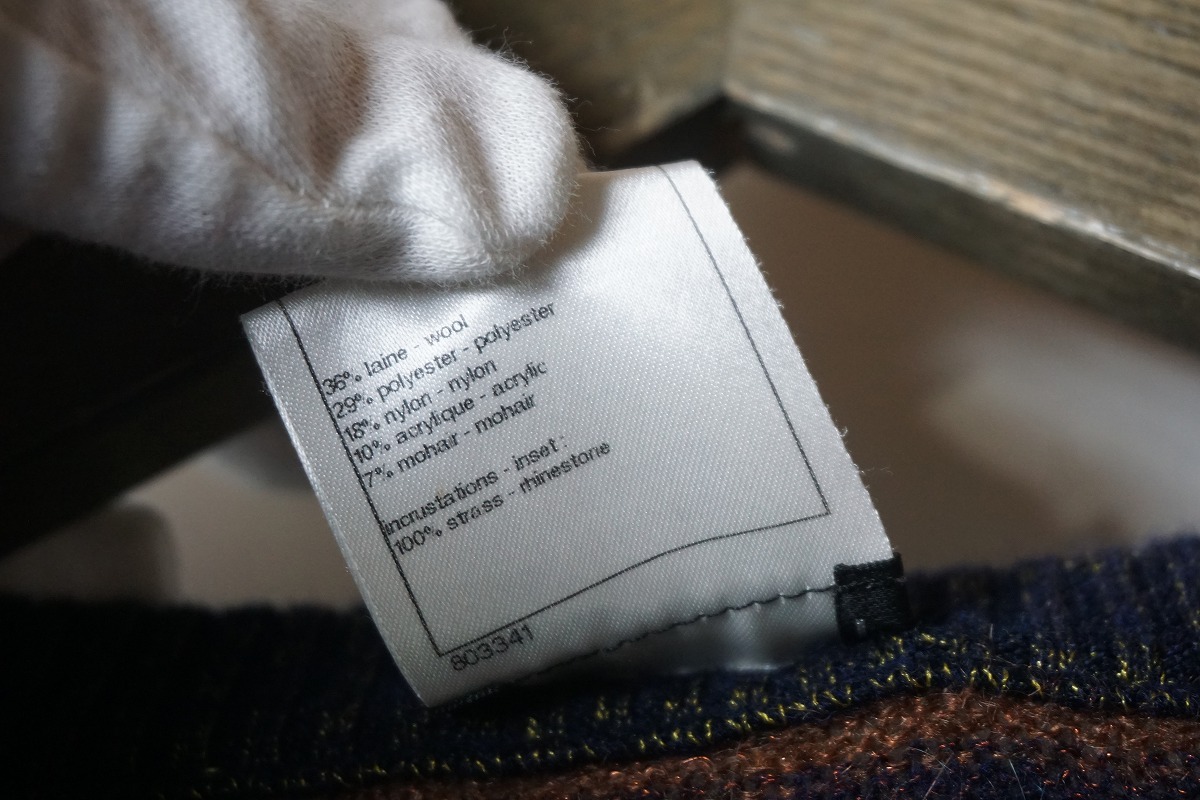 36% laine - wool
29% polyester - polyester
18% nylon - nylon
10% acrylique - acrylic
7% mohair - mohair
incrustations - inset :
100% strass - rhinestone
803341